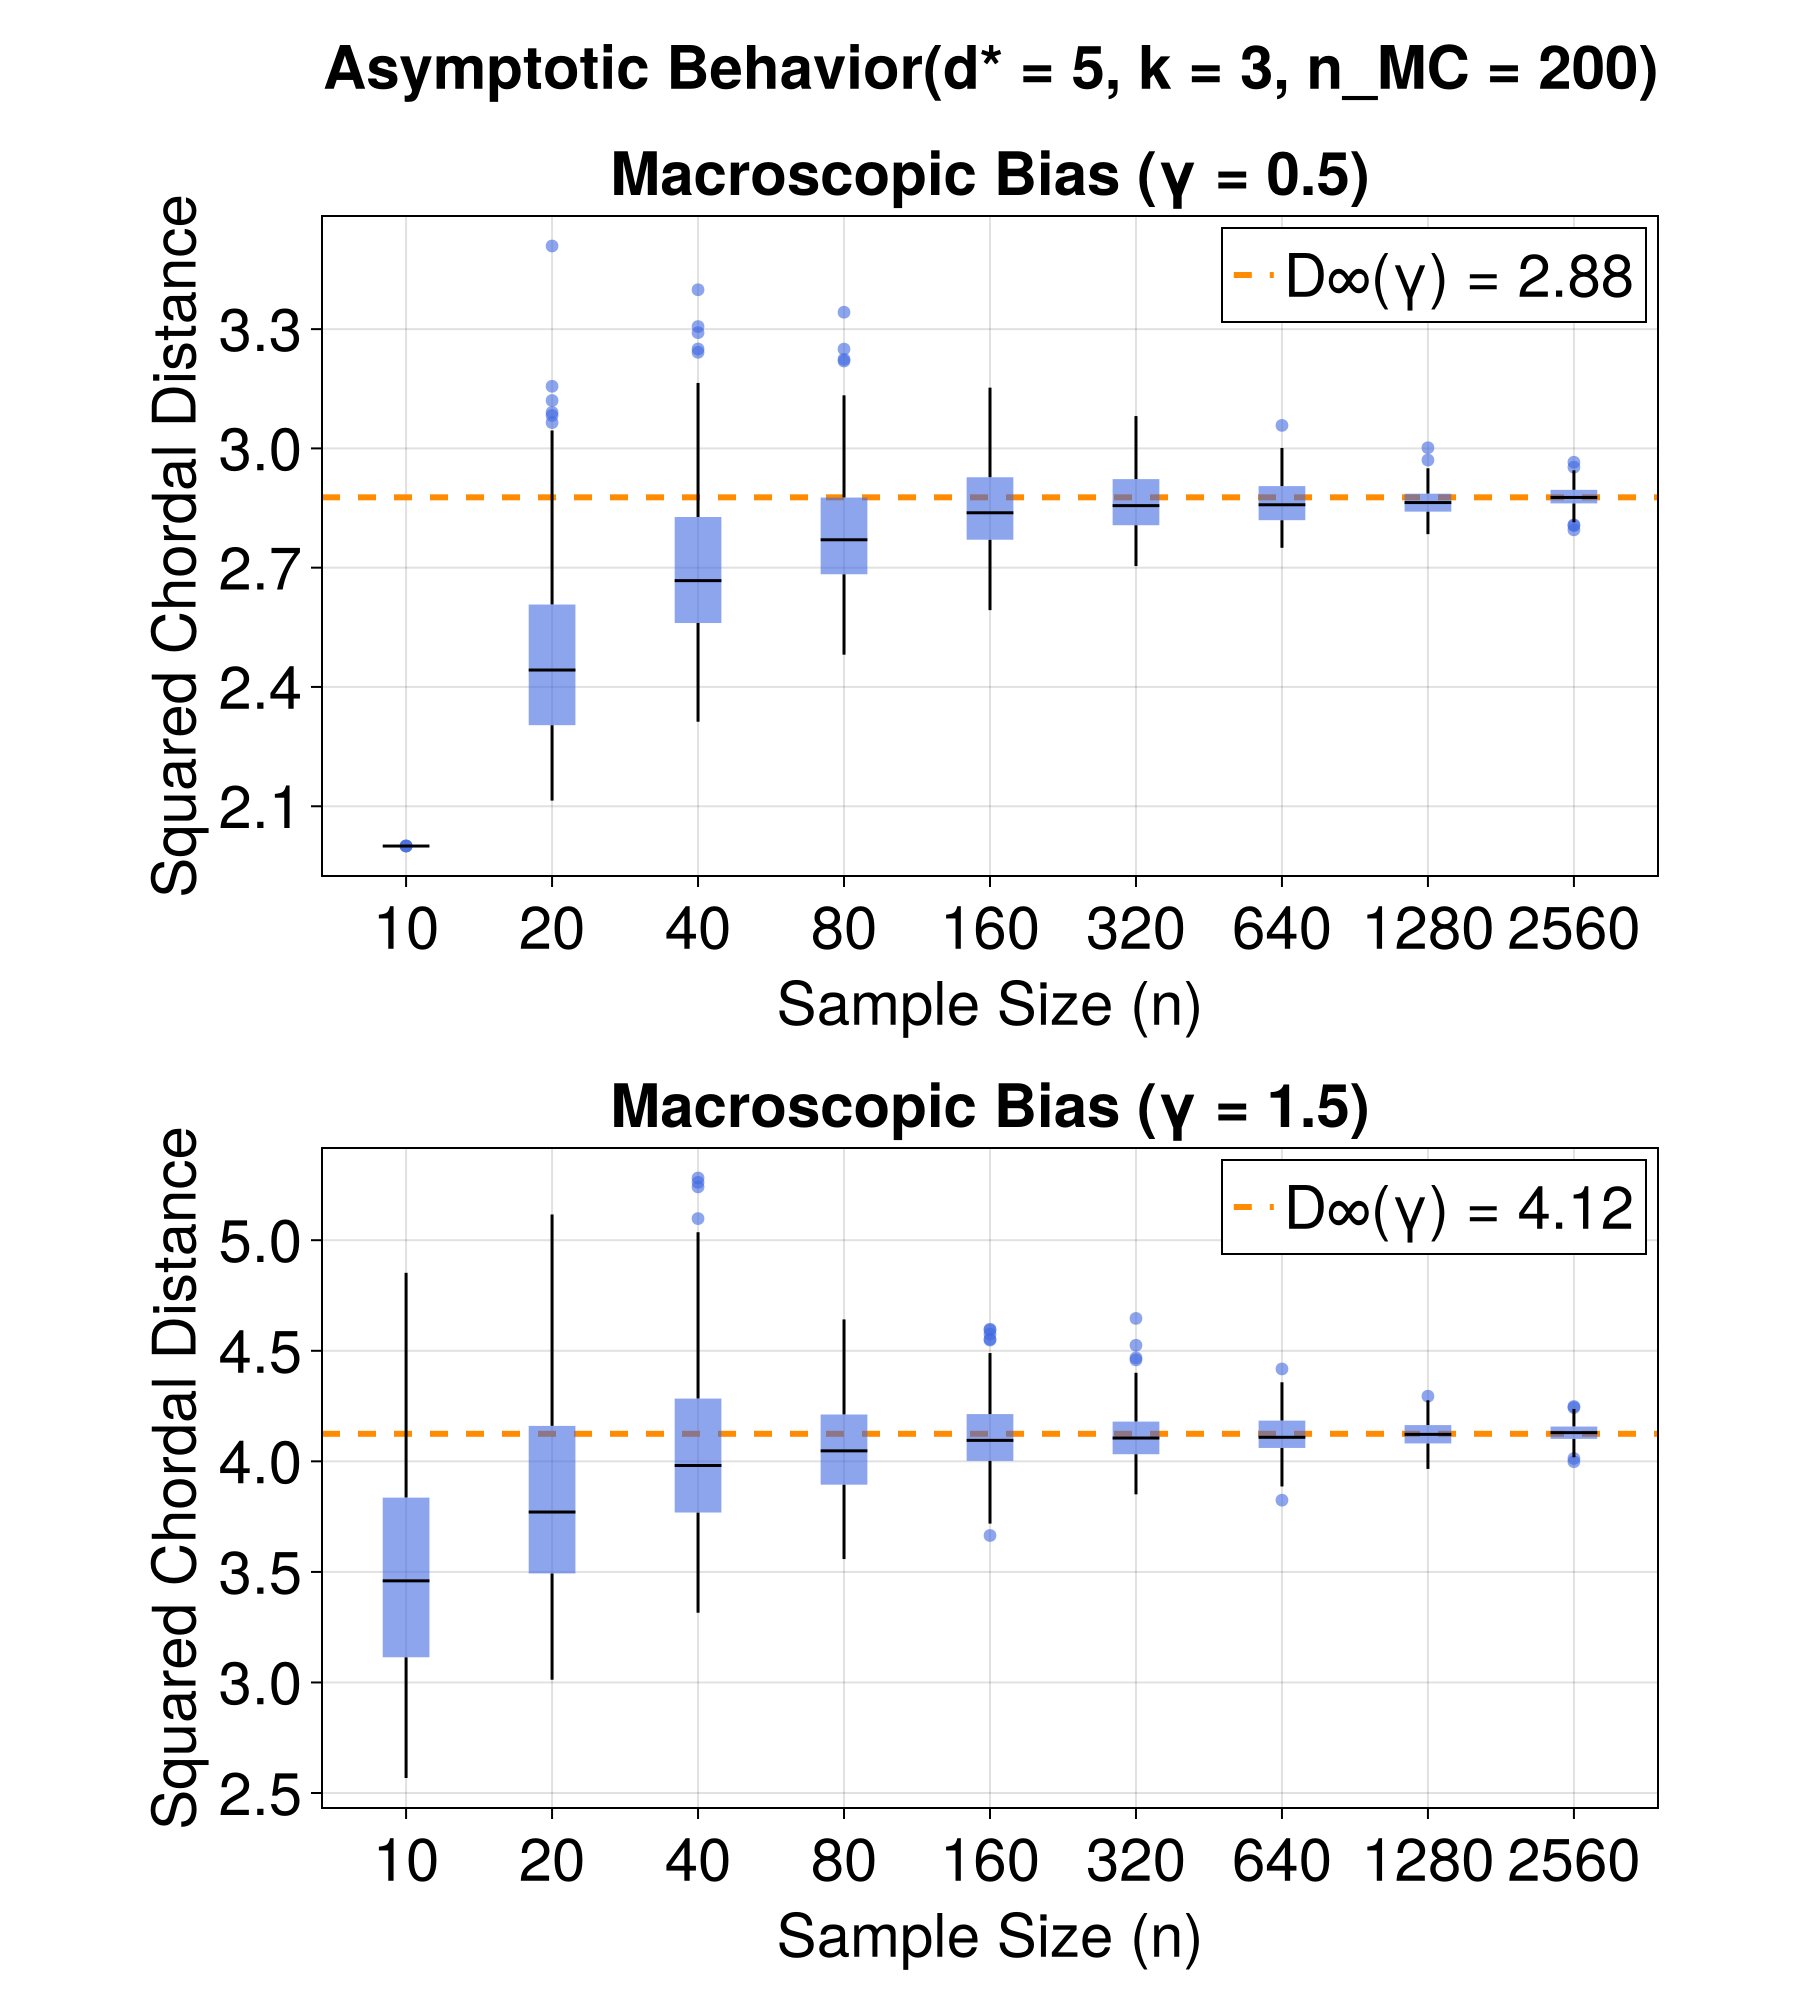 Asymptotic Behavior(d* = 5, k = 3, n_MC = 200)
Macroscopic Bias (γ = 0.5)
Squared Chordal Distance
D∞(γ) = 2.88
3.3
3.0
2.7
2.4
2.1
10 20 40 80 160 320 640 1280 2560
Sample Size (n)
Macroscopic Bias (γ = 1.5)
Squared Chordal Distance
D∞(γ) = 4.12
5.0
4.5
4.0
3.5
3.0
2.5
10 20 40 80 160 320 640 1280 2560
Sample Size (n)